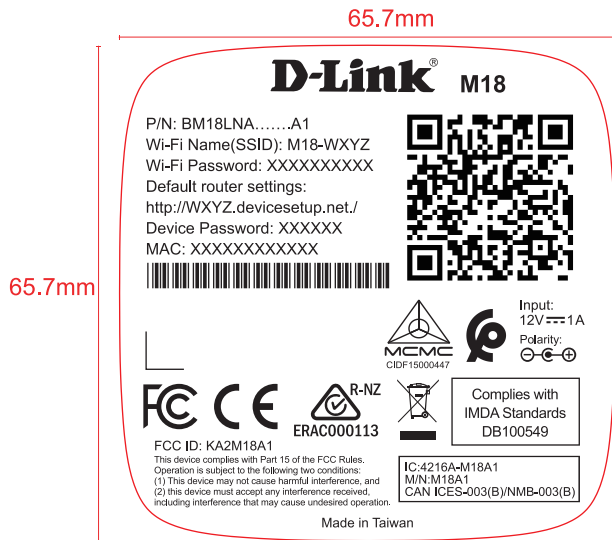 65.7mm
65.7mm
D-Link® M18
P/N: BM18LNA.......A1
Wi-Fi Name(SSID): M18-WXYZ
Wi-Fi Password: XXXXXXXXXX
Default router settings:
http://WXYZ.devicesetup.net./
Device Password: XXXXXX
MAC: XXXXXXXXXXXX
MCMC
CIDF15000447
Input:
12V⎓1A
Polarity:
FC CE
R-NZ
ERAC000113
Complies with
IMDA Standards
DB100549
FCC ID: KA2M18A1
This device complies with Part 15 of the FCC Rules.
Operation is subject to the following two conditions:
(1) This device may not cause harmful interference, and
(2) this device must accept any interference received,
including interference that may cause undesired operation.
IC:4216A-M18A1
M/N:M18A1
CAN ICES-003(B)/NMB-003(B)
Made in Taiwan